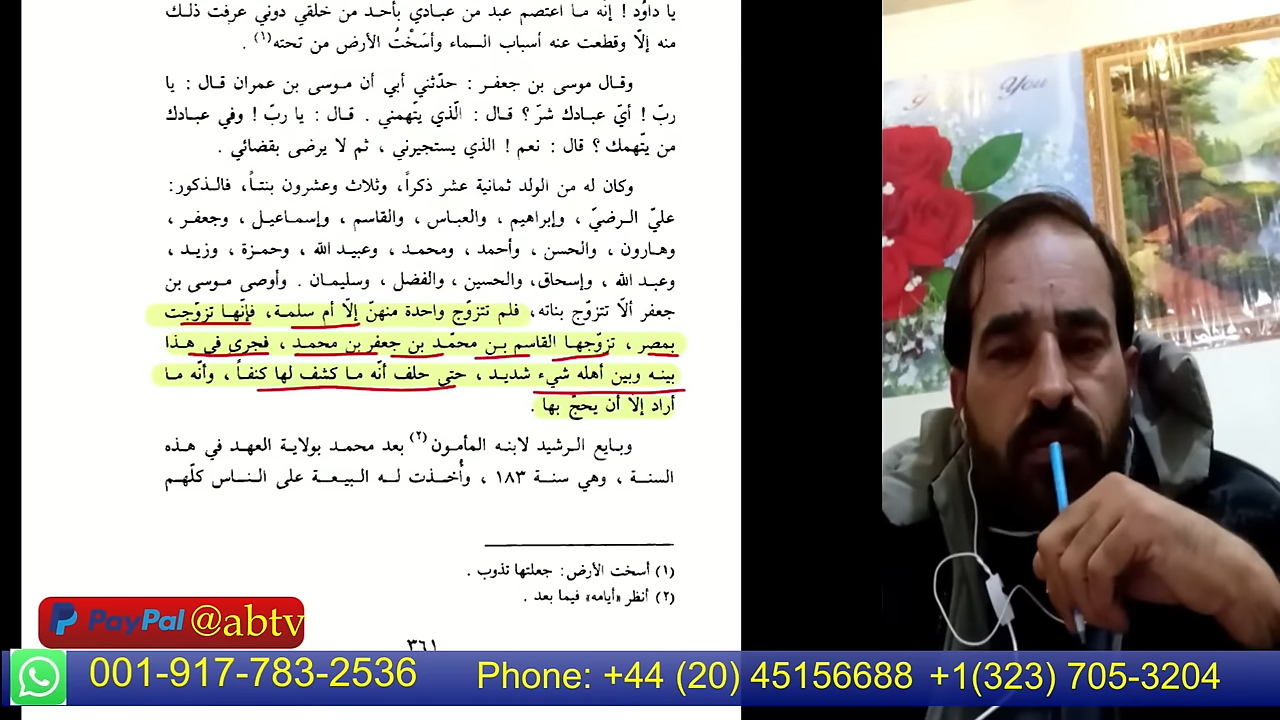 يا داوُد ! إنّه ما اعتصم عبد من عبادي بأحد من خلقي دوني عرفت ذلك
منه إلّا وقطعت عنه أسباب السماء وأسَخْتُ الأرض من تحته(١) .
وقال موسى بن جعفر : حدّثني أبي أن موسى بن عمران قال : يا
ربّ ! أيّ عبادك شرّ ؟ قال : الّذي يتّهمني . قال : يا ربّ ! وفي عبادك
من يتّهمك ؟ قال : نعم ! الذي يستجيرني ، ثم لا يرضى بقضائي .
وكان له من الولد ثمانية عشر ذكراً، وثلاث وعشرون بنتاً، فالذكور:
عليّ الرضيّ ، وإبراهيم ، والعباس ، والقاسم ، وإسماعيل ، وجعفر ،
وهارون ، والحسن ، وأحمد ، ومحمد ، وعبيد الله ، وحمزة ، وزيد ،
وعبد الله ، وإسحاق، والحسين ، والفضل ، وسليمان . وأوصى موسى بن
جعفر ألاّ تتزوّج بناته، فلم تتزوّج واحدة منهنّ إلّا أم سلمة، فإنّها تزوّجت
بمصر ، تزوّجها القاسم بن محمّد بن جعفر بن محمد ، فجرى في هذا
بينه وبين أهله شيء شديد ، حتى حلف أنّه ما كشف لها كنفاً ، وأنّه ما
أراد إلّا أن يحجّ بها .
وبايع الرشيد لابنه المأمون(٢) بعد محمد بولاية العهد في هذه
السنة ، وهي سنة ١٨٣ ، وأُخذت له البيعة على الناس كلّهم
(١) أسخت الأرض: جعلتها تذوب .
(٢) أنظر «أيامه» فيما بعد .
٣٦١
You
PayPal @abtv
001-917-783-2536 Phone: +44 (20) 45156688 +1(323) 705-3204